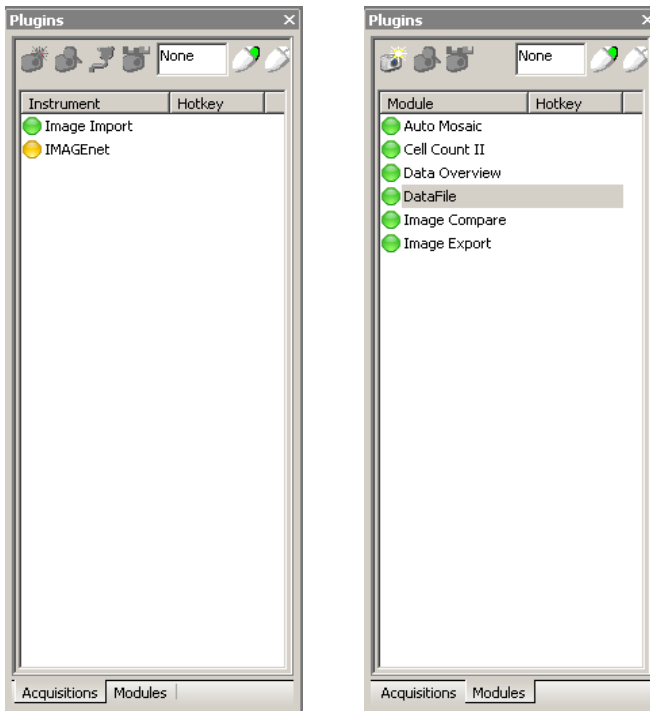 Plugins
None
Instrument Hotkey
Image Import
IMAGEnet
Acquisitions Modules
Plugins
None
Module Hotkey
Auto Mosaic
Cell Count II
Data Overview
DataFile
Image Compare
Image Export
Acquisitions Modules